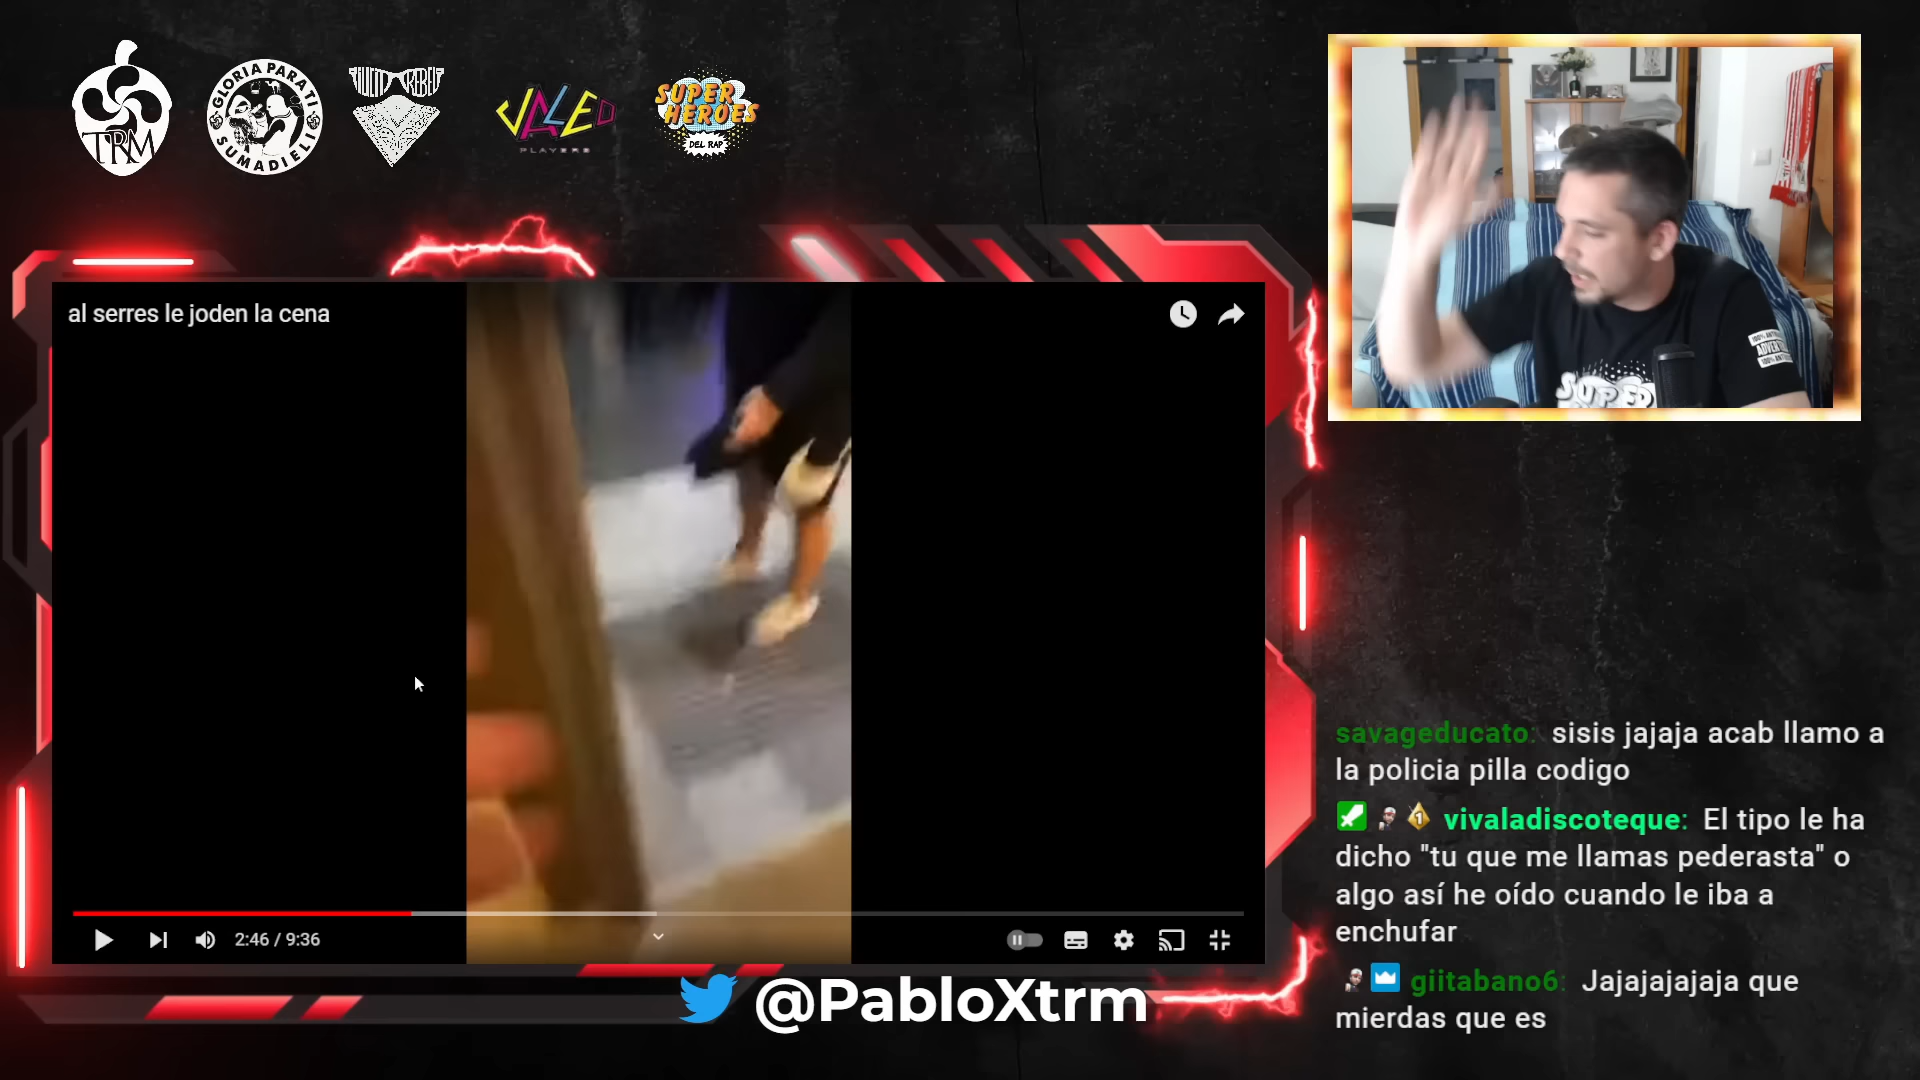 TRM
GLORIA PARA TI
SUMADIELI
VALED
PLAYERS
SUPER
HEROES
DEL RAP
al serres le joden la cena
2:46 / 9:36
@PabloXtrm
SUPER
savageducato: sisis jajaja acab llamo a
la policia pilla codigo
vivaladiscoteque: El tipo le ha
dicho "tu que me llamas pederasta" o
algo así he oído cuando le iba a
enchufar
giitabano6: Jajajajajaja que
mierdas que es